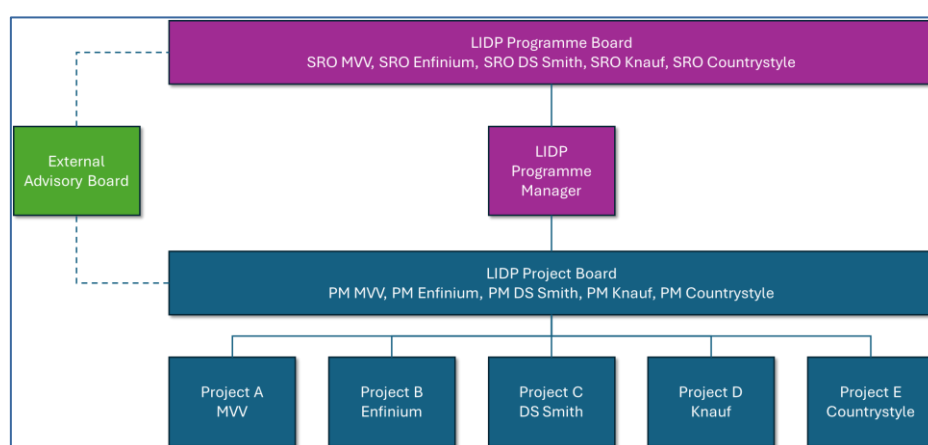 LIDP Programme Board
SRO MVV, SRO Enfinium, SRO DS Smith, SRO Knauf, SRO Countrystyle
External
Advisory Board
LIDP
Programme
Manager
LIDP Project Board
PM MVV, PM Enfinium, PM DS Smith, PM Knauf, PM Countrystyle
Project A
MVV
Project B
Enfinium
Project C
DS Smith
Project D
Knauf
Project E
Countrystyle